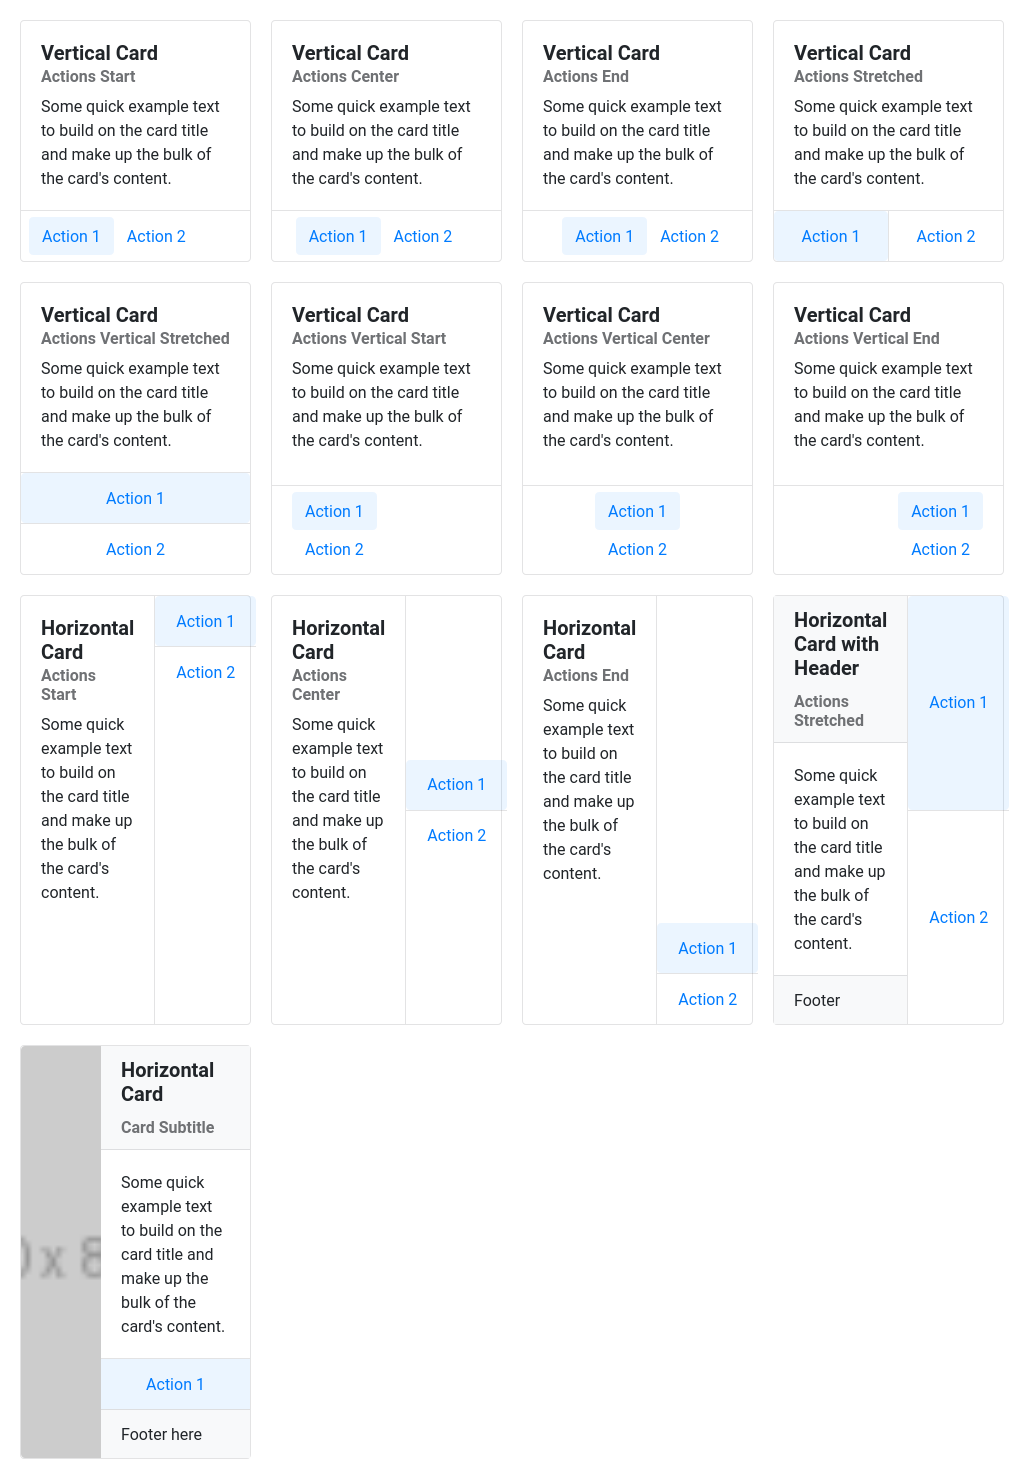 Vertical Card
Actions Start
Some quick example text
to build on the card title
and make up the bulk of
the card's content.
Action 1
Action 2
Vertical Card
Actions Center
Some quick example text
to build on the card title
and make up the bulk of
the card's content.
Action 1
Action 2
Vertical Card
Actions End
Some quick example text
to build on the card title
and make up the bulk of
the card's content.
Action 1
Action 2
Vertical Card
Actions Stretched
Some quick example text
to build on the card title
and make up the bulk of
the card's content.
Action 1
Action 2
Vertical Card
Actions Vertical Stretched
Some quick example text
to build on the card title
and make up the bulk of
the card's content.
Action 1
Action 2
Vertical Card
Actions Vertical Start
Some quick example text
to build on the card title
and make up the bulk of
the card's content.
Action 1
Action 2
Vertical Card
Actions Vertical Center
Some quick example text
to build on the card title
and make up the bulk of
the card's content.
Action 1
Action 2
Vertical Card
Actions Vertical End
Some quick example text
to build on the card title
and make up the bulk of
the card's content.
Action 1
Action 2
Horizontal
Card
Actions
Start
Some quick
example text
to build on
the card title
and make up
the bulk of
the card's
content.
Action 1
Action 2
Horizontal
Card
Actions
Center
Some quick
example text
to build on
the card title
and make up
the bulk of
the card's
content.
Action 1
Action 2
Horizontal
Card
Actions End
Some quick
example text
to build on
the card title
and make up
the bulk of
the card's
content.
Action 1
Action 2
Horizontal
Card with
Header
Actions
Stretched
Some quick
example text
to build on
the card title
and make up
the bulk of
the card's
content.
Footer
Action 1
Action 2
x
Horizontal
Card
Card Subtitle
Some quick
example text
to build on the
card title and
make up the
bulk of the
card's content.
Action 1
Footer here